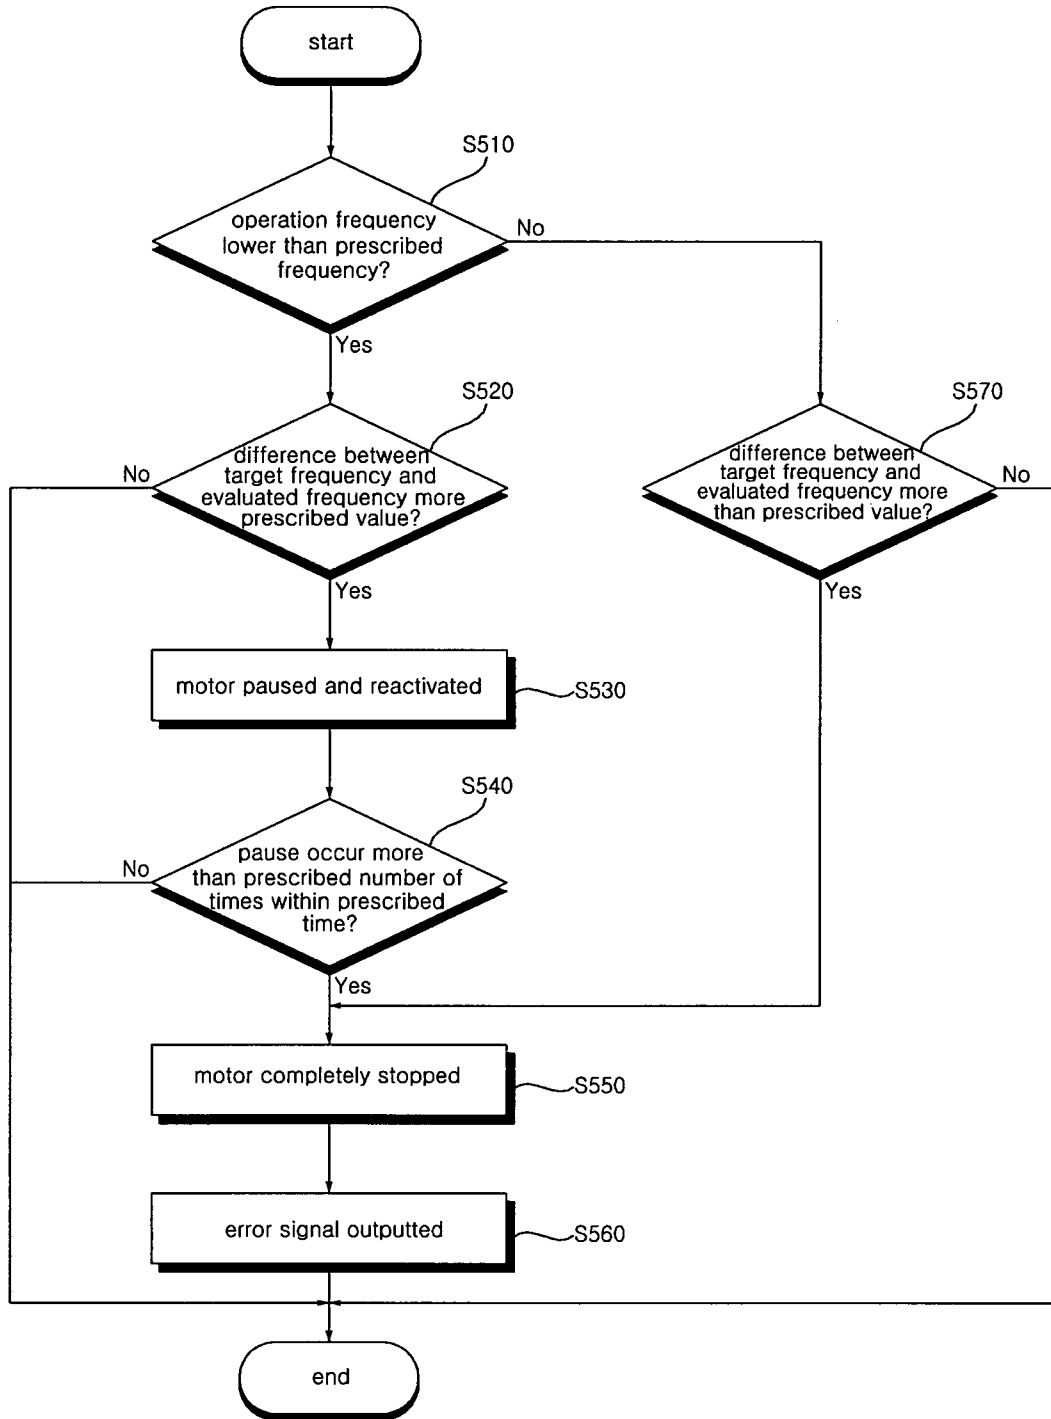 start
S510
operation frequency
lower than prescribed
frequency?
No
Yes
S520
difference between
target frequency and
evaluated frequency more
prescribed value?
No
Yes
S570
difference between
target frequency and
evaluated frequency more
than prescribed value?
No
Yes
motor paused and reactivated
S530
S540
pause occur more
than prescribed number of
times within prescribed
time?
No
Yes
motor completely stopped
S550
error signal outputted
S560
end